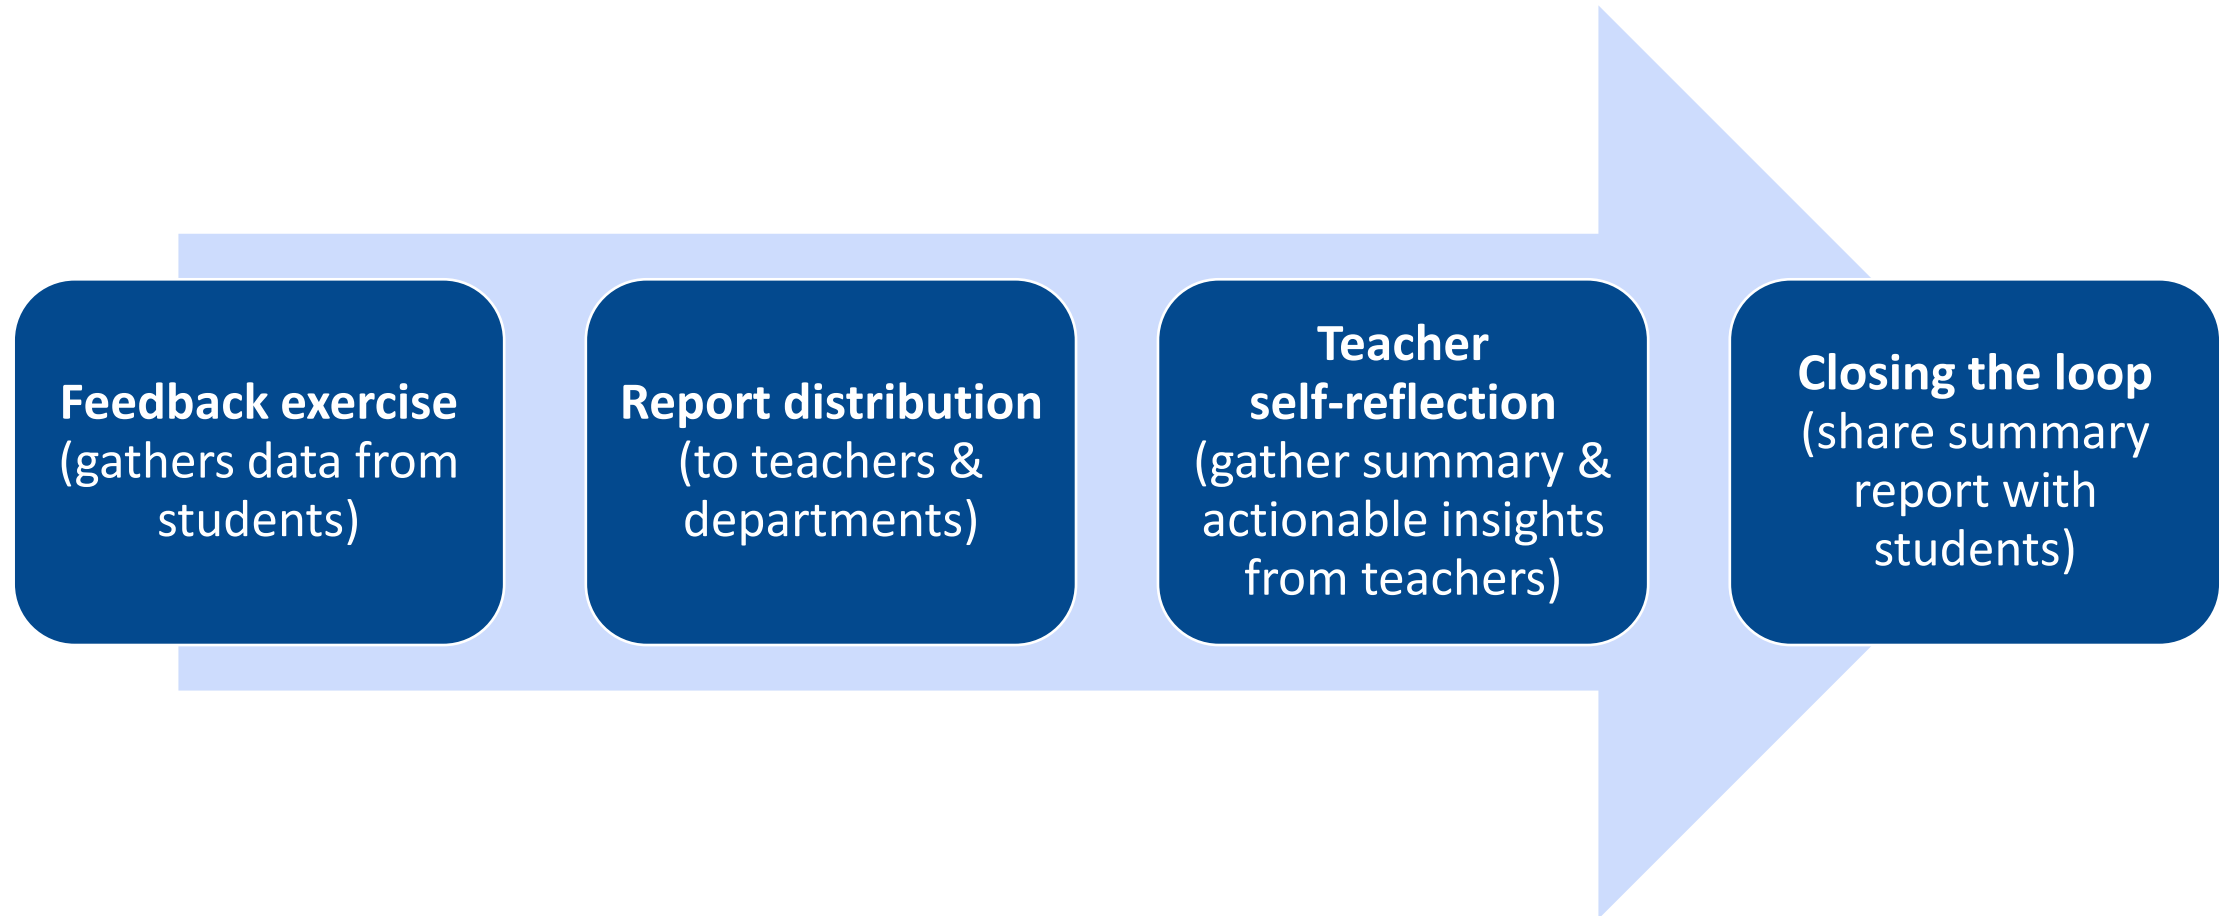 Feedback exercise
(gathers data from
students)
Report distribution
(to teachers &
departments)
Teacher
self-reflection
(gather summary &
actionable insights
from teachers)
Closing the loop
(share summary
report with
students)